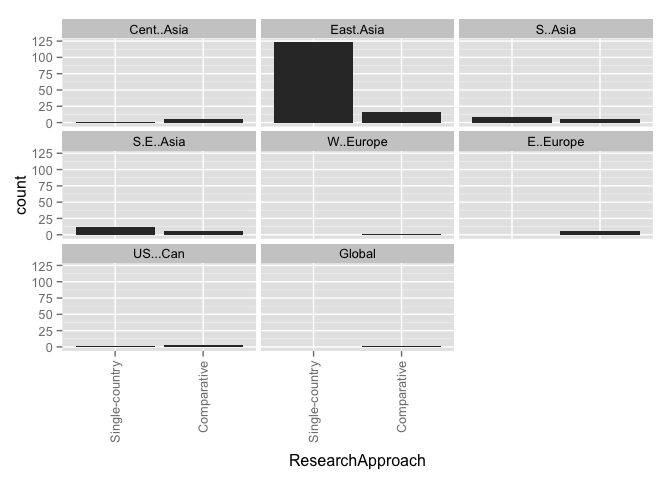 Cent..Asia
East.Asia
S..Asia
125
100
75
50
25
0
S.E..Asia
W..Europe
E..Europe
125
100
75
50
25
0
count
US...Can
Global
125
100
75
50
25
0
Single-country
Comparative
Single-country
Comparative
ResearchApproach